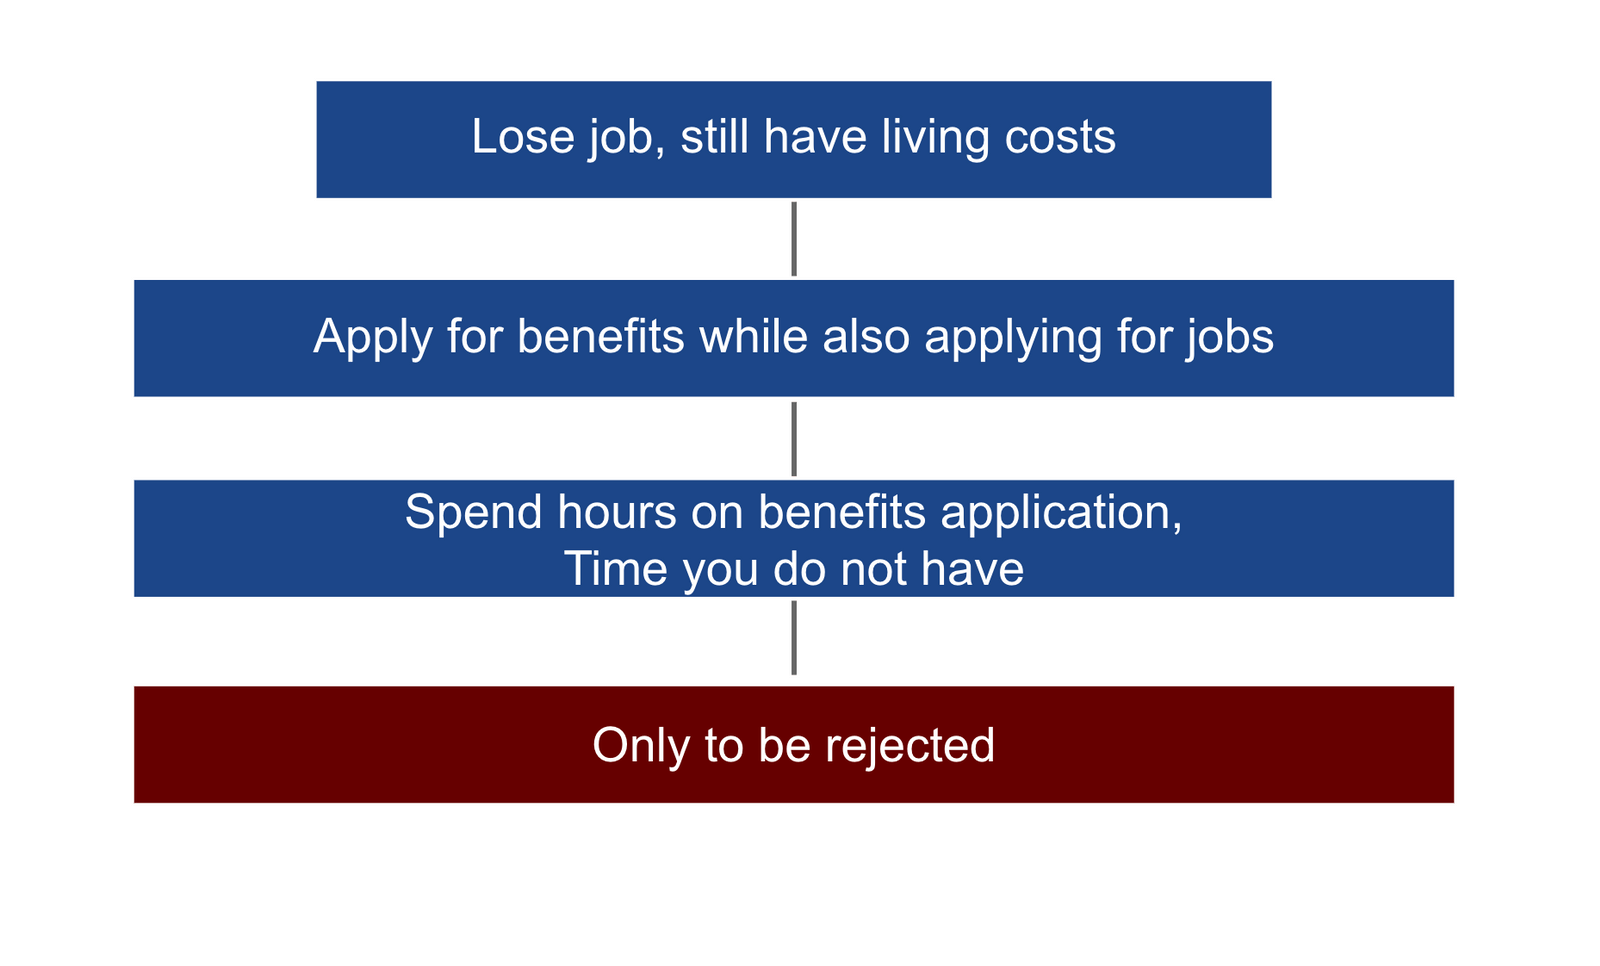 Lose job, still have living costs
Apply for benefits while also applying for jobs
Spend hours on benefits application,
Time you do not have
Only to be rejected